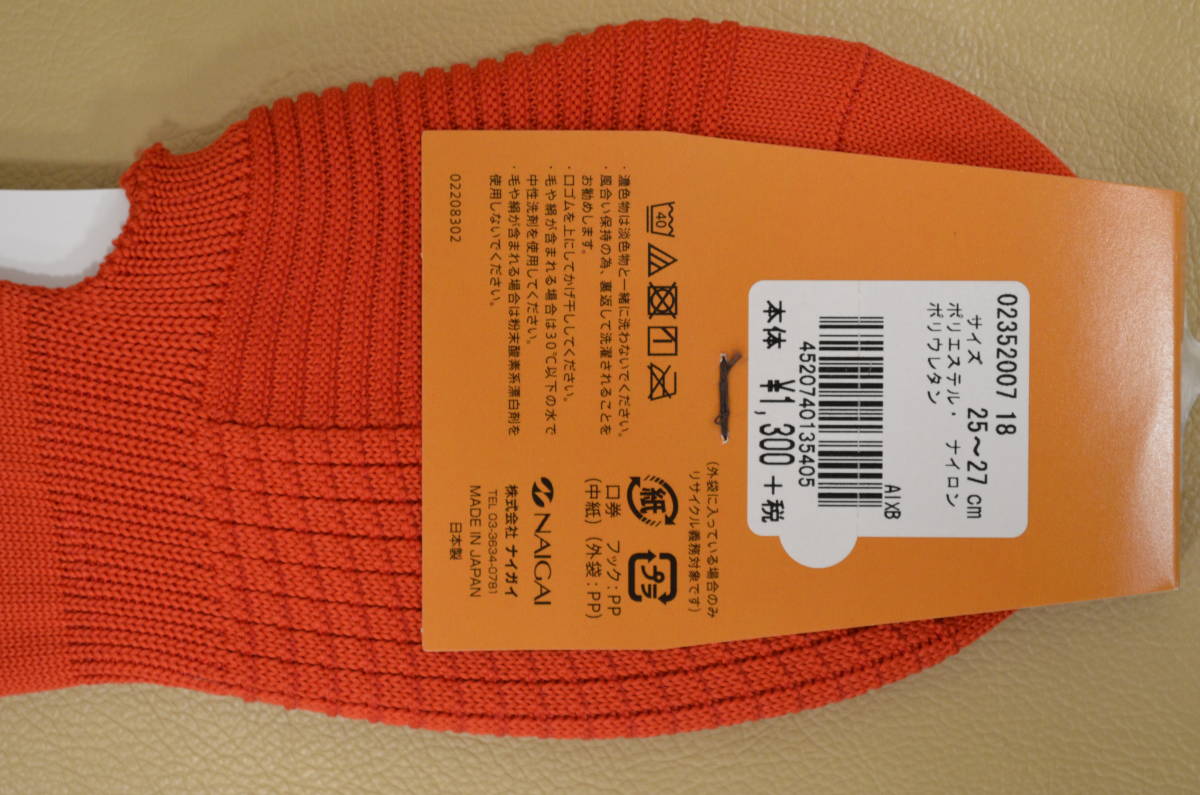 02352007 18
サイズ 25～27 cm
ポリエステル・ ナイロン
ポリウレタン
AIXB
4520740135405
本体 ¥1,300 +税
40
・濃色物は淡色物と一緒に洗わないでください。
・風合い保持の為、裏返して洗濯されることを
お勧めします。
・口ゴムを上にしてかげ干ししてください。
・毛や絹が含まれる場合は30℃以下の水で
中性洗剤を使用してください。
・毛や絹が含まれる場合は粉末酸素系漂白剤を
使用しないでください。
02208302
(外袋に入っている場合のみ
リサイクル義務対象です)
紙 プラ
口券 フック:PP
(中紙) (外袋:PP)
NAIGAI
株式会社 ナイガイ
TEL 03-3634-0781
MADE IN JAPAN
日本製